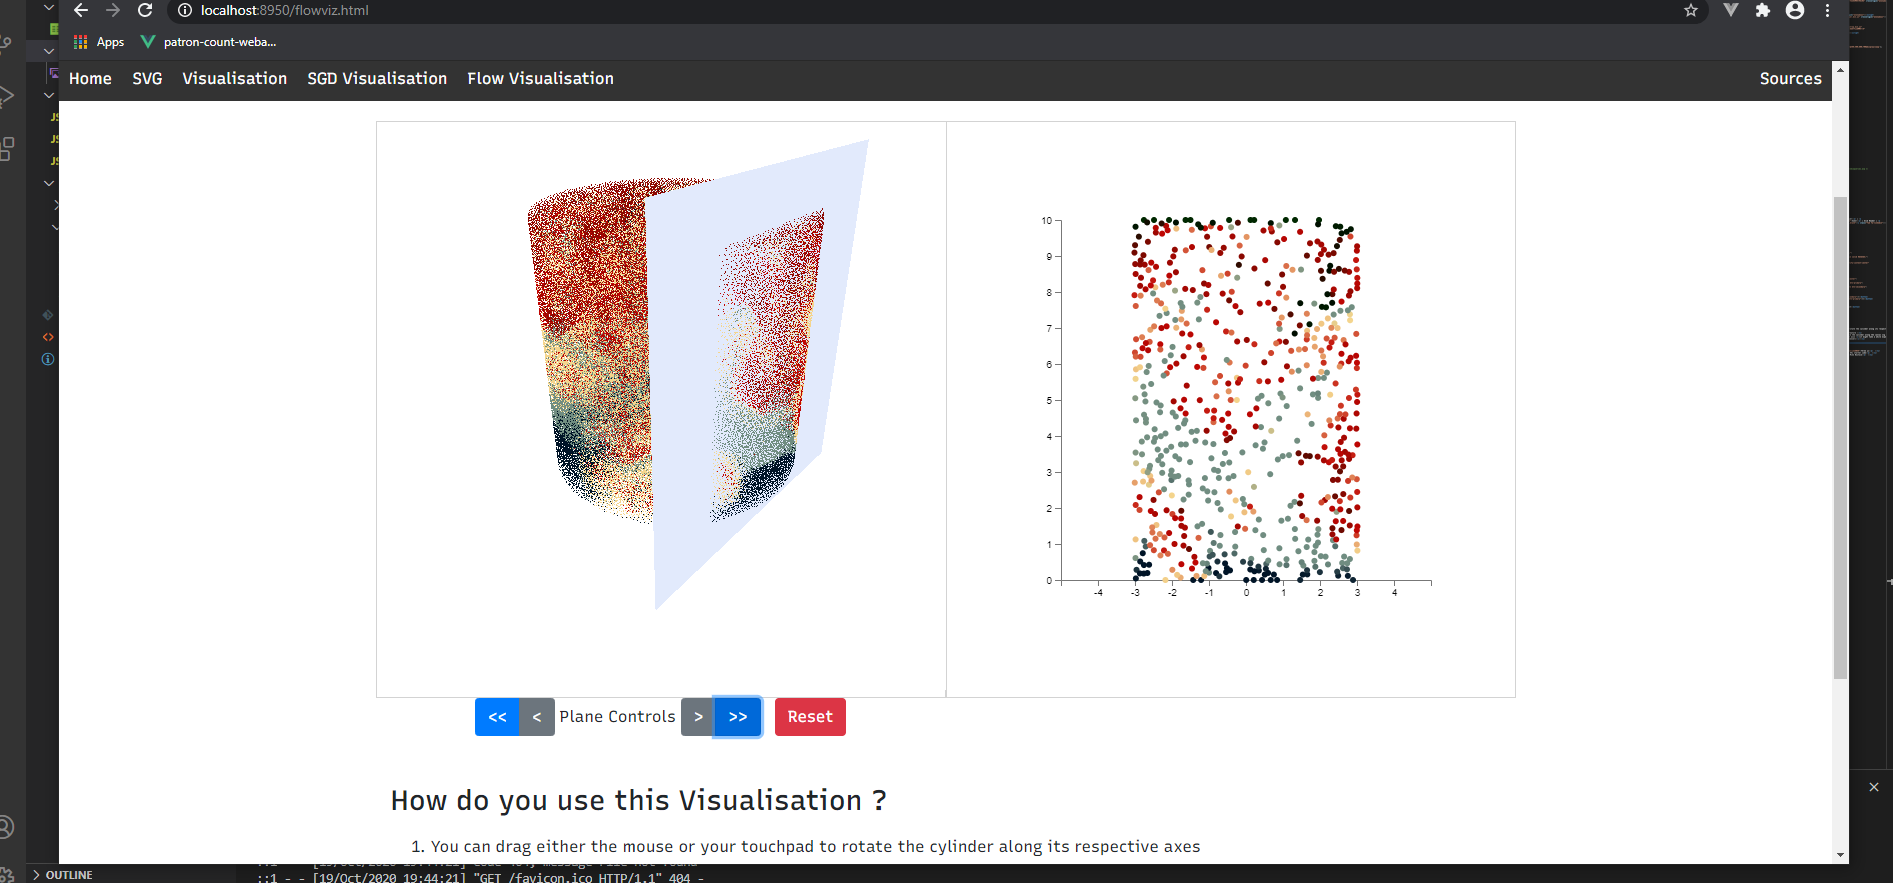 localhost:8950/flowviz.html
Apps patron-count-weba...
Home SVG Visualisation SGD Visualisation Flow Visualisation Sources
JS
JS
JS
10
9
8
7
6
5
4
3
2
1
0
-4 -3 -2 -1 0 1 2 3 4
<< < Plane Controls > >> Reset
How do you use this Visualisation ?
1. You can drag either the mouse or your touchpad to rotate the cylinder along its respective axes
OUTLINE
::1 - - [19/Oct/2020 19:44:21] "GET /favicon.ico HTTP/1.1" 404 -